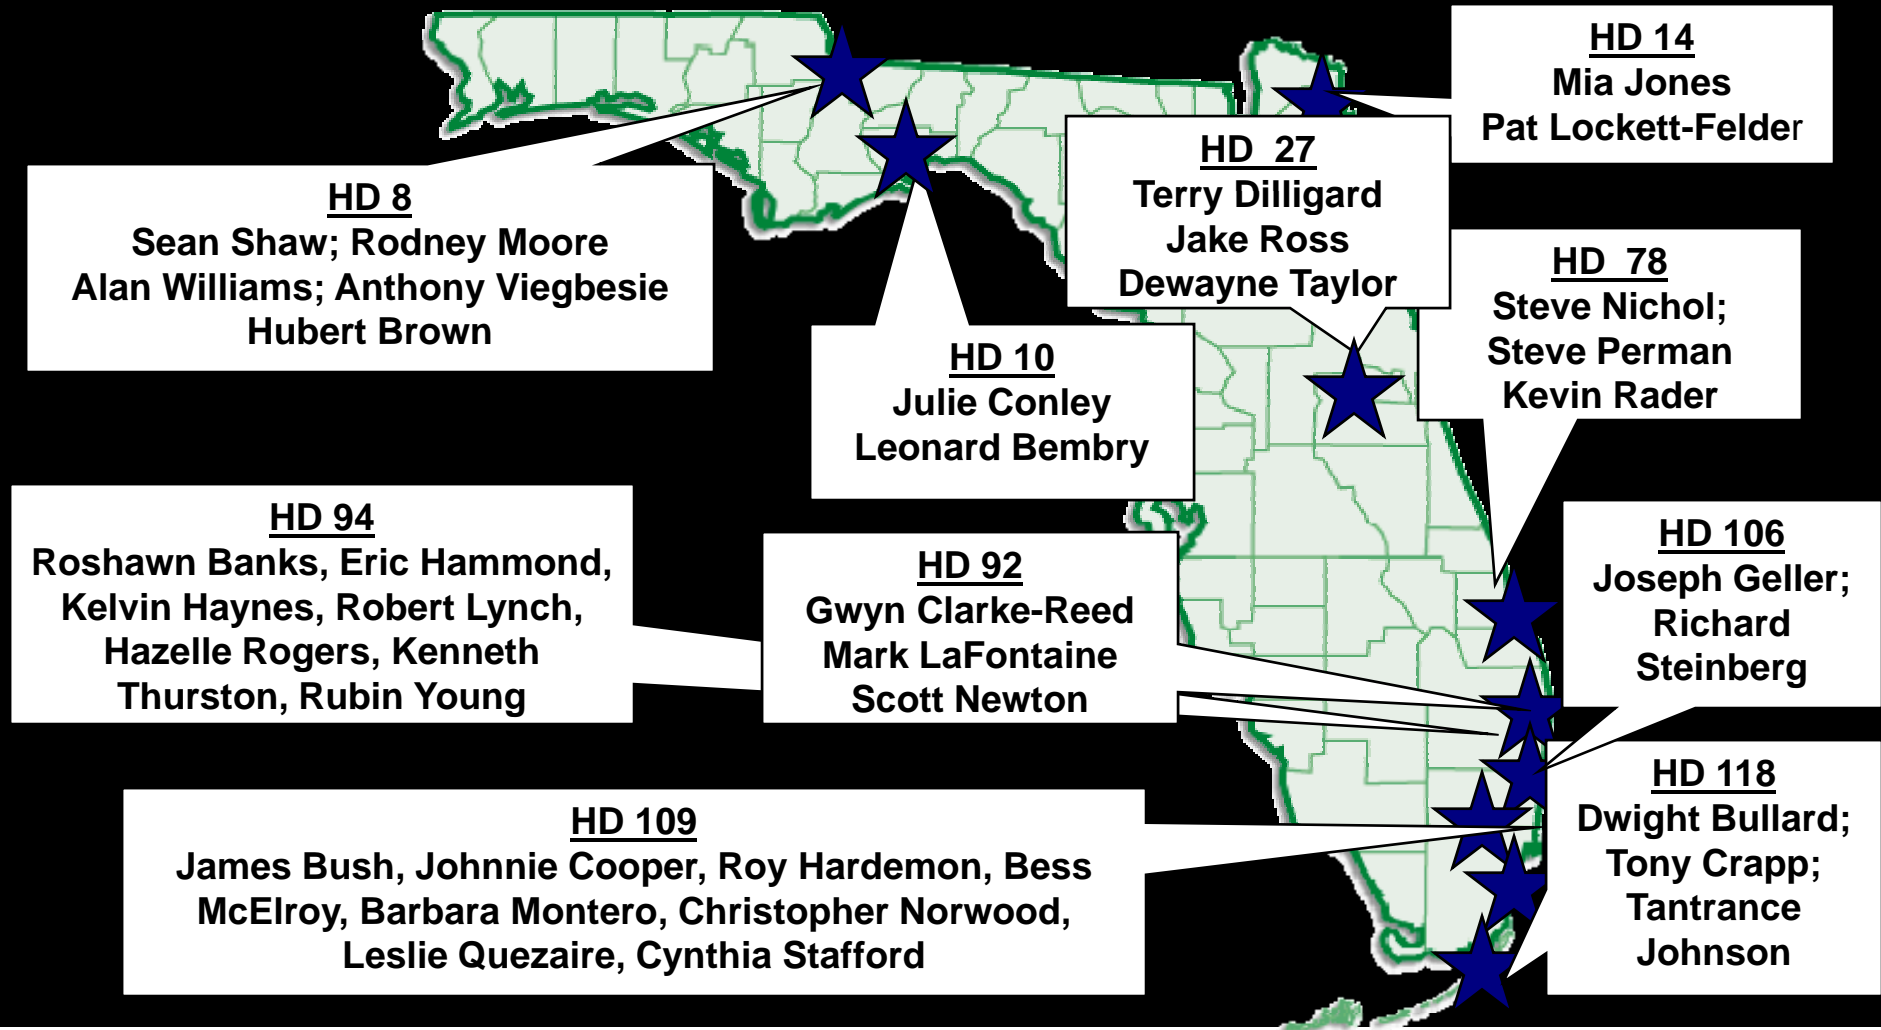 HD 14
Mia Jones
Pat Lockett-Felder
HD 27
Terry Dilligard
Jake Ross
Dewayne Taylor
HD 8
Sean Shaw; Rodney Moore
Alan Williams; Anthony Viegbesie
Hubert Brown
HD 78
Steve Nichol;
Steve Perman
Kevin Rader
HD 10
Julie Conley
Leonard Bembry
HD 94
Roshawn Banks, Eric Hammond,
Kelvin Haynes, Robert Lynch,
Hazelle Rogers, Kenneth
Thurston, Rubin Young
HD 92
Gwyn Clarke-Reed
Mark LaFontaine
Scott Newton
HD 106
Joseph Geller;
Richard
Steinberg
HD 109
James Bush, Johnnie Cooper, Roy Hardemon, Bess
McElroy, Barbara Montero, Christopher Norwood,
Leslie Quezaire, Cynthia Stafford
HD 118
Dwight Bullard;
Tony Crapp;
Tantrance
Johnson